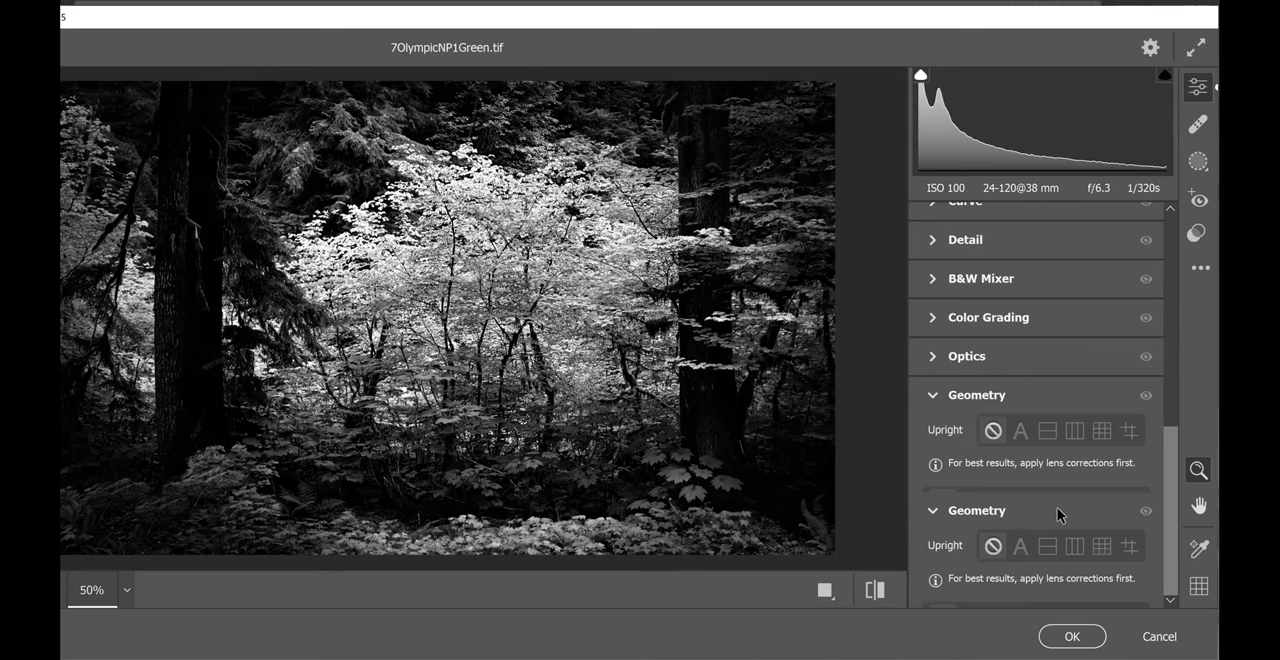 5
7OlympicNP1Green.tif
ISO 100 24-120@38 mm f/6.3 1/320s
Curve
Detail
B&W Mixer
Color Grading
Optics
Geometry
Upright A
For best results, apply lens corrections first.
Geometry
Upright A
For best results, apply lens corrections first.
50%
OK Cancel